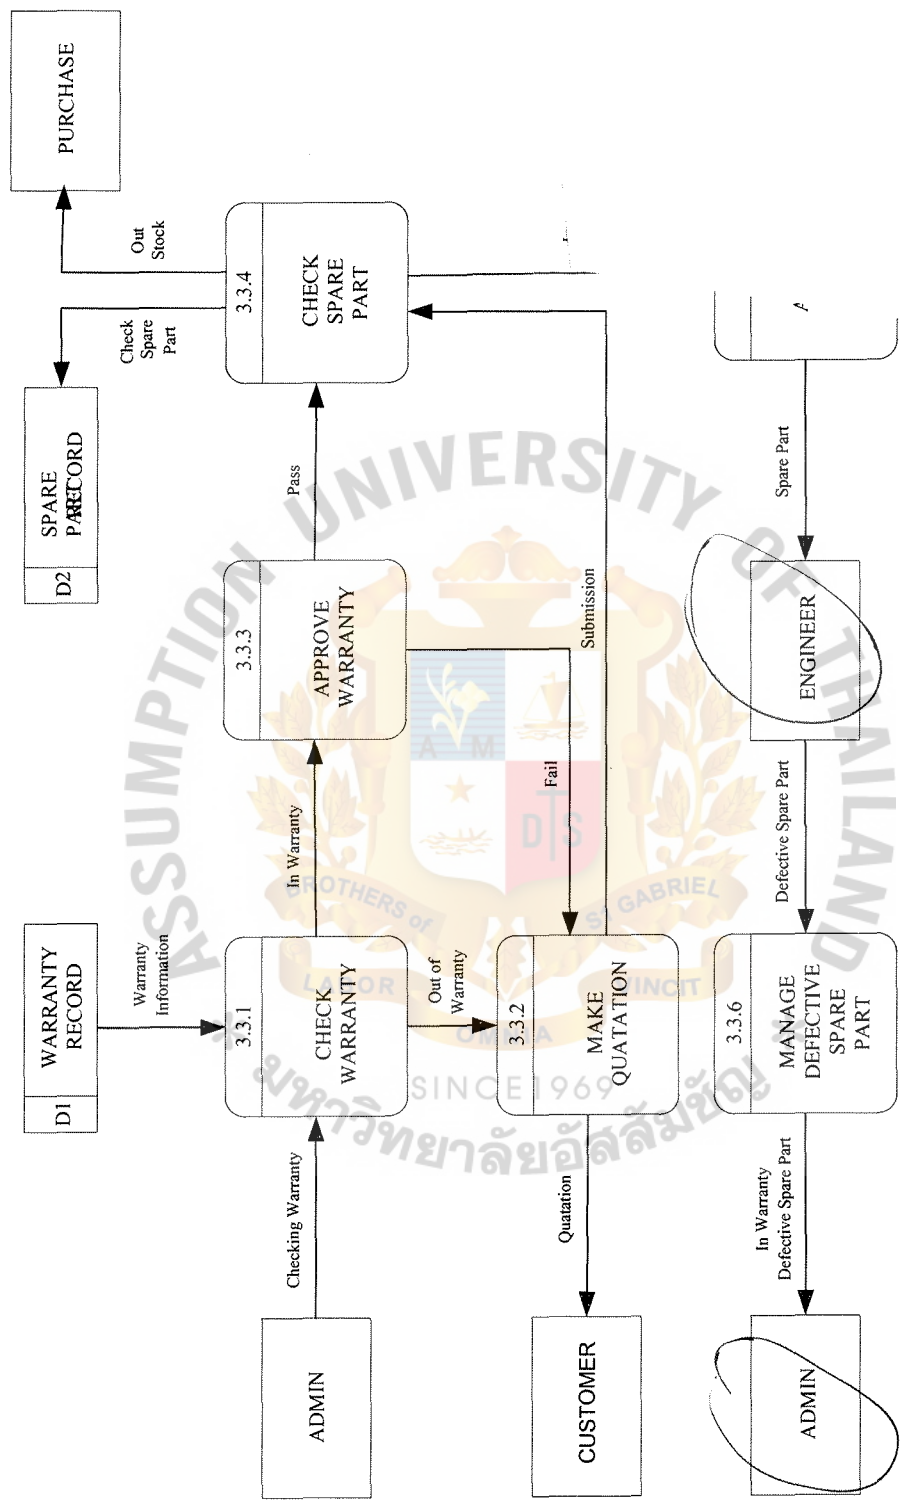 D1
WARRANTY
RECORD
D2
SPARE
PART
RECORD
PURCHASE
Warranty
Information
Check
Spare
Part
Out
Stock
ADMIN
Checking Warranty
3.3.1
CHECK
WARRANTY
In Warranty
3.3.3
APPROVE
WARRANTY
Pass
3.3.4
CHECK
SPARE
PART
Out of
Warranty
Fail
Submission
CUSTOMER
Quatation
3.3.2
MAKE
QUATATION
ADMIN
In Warranty
Defective Spare Part
3.3.6
MANAGE
DEFECTIVE
SPARE
PART
Defective Spare Part
ENGINEER
Spare Part
A
ASSUMPTION UNIVERSITY OF THAILAND
A M
D S
BROTHERS of ST GABRIEL
LABOR
OMNIA
VINCIT
SINCE 1969
* มหาวิทยาลัยอัสสัมชัญ *